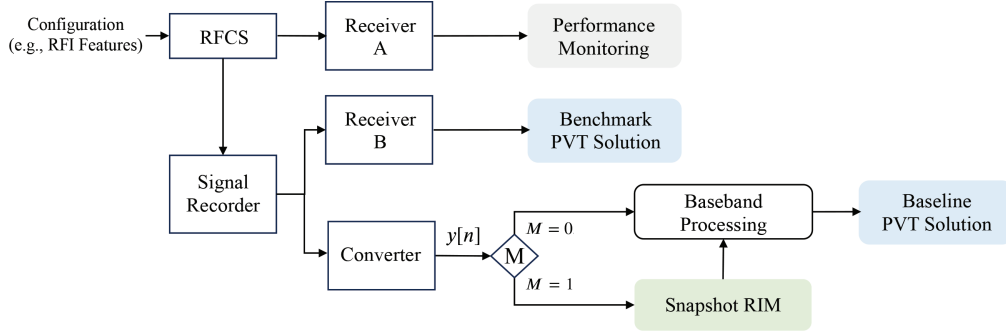 Configuration
(e.g., RFI Features)
RFCS
Receiver
A
Performance
Monitoring
Receiver
B
Benchmark
PVT Solution
Signal
Recorder
Converter
y[n]
M
M = 0
M = 1
Baseband
Processing
Baseline
PVT Solution
Snapshot RIM